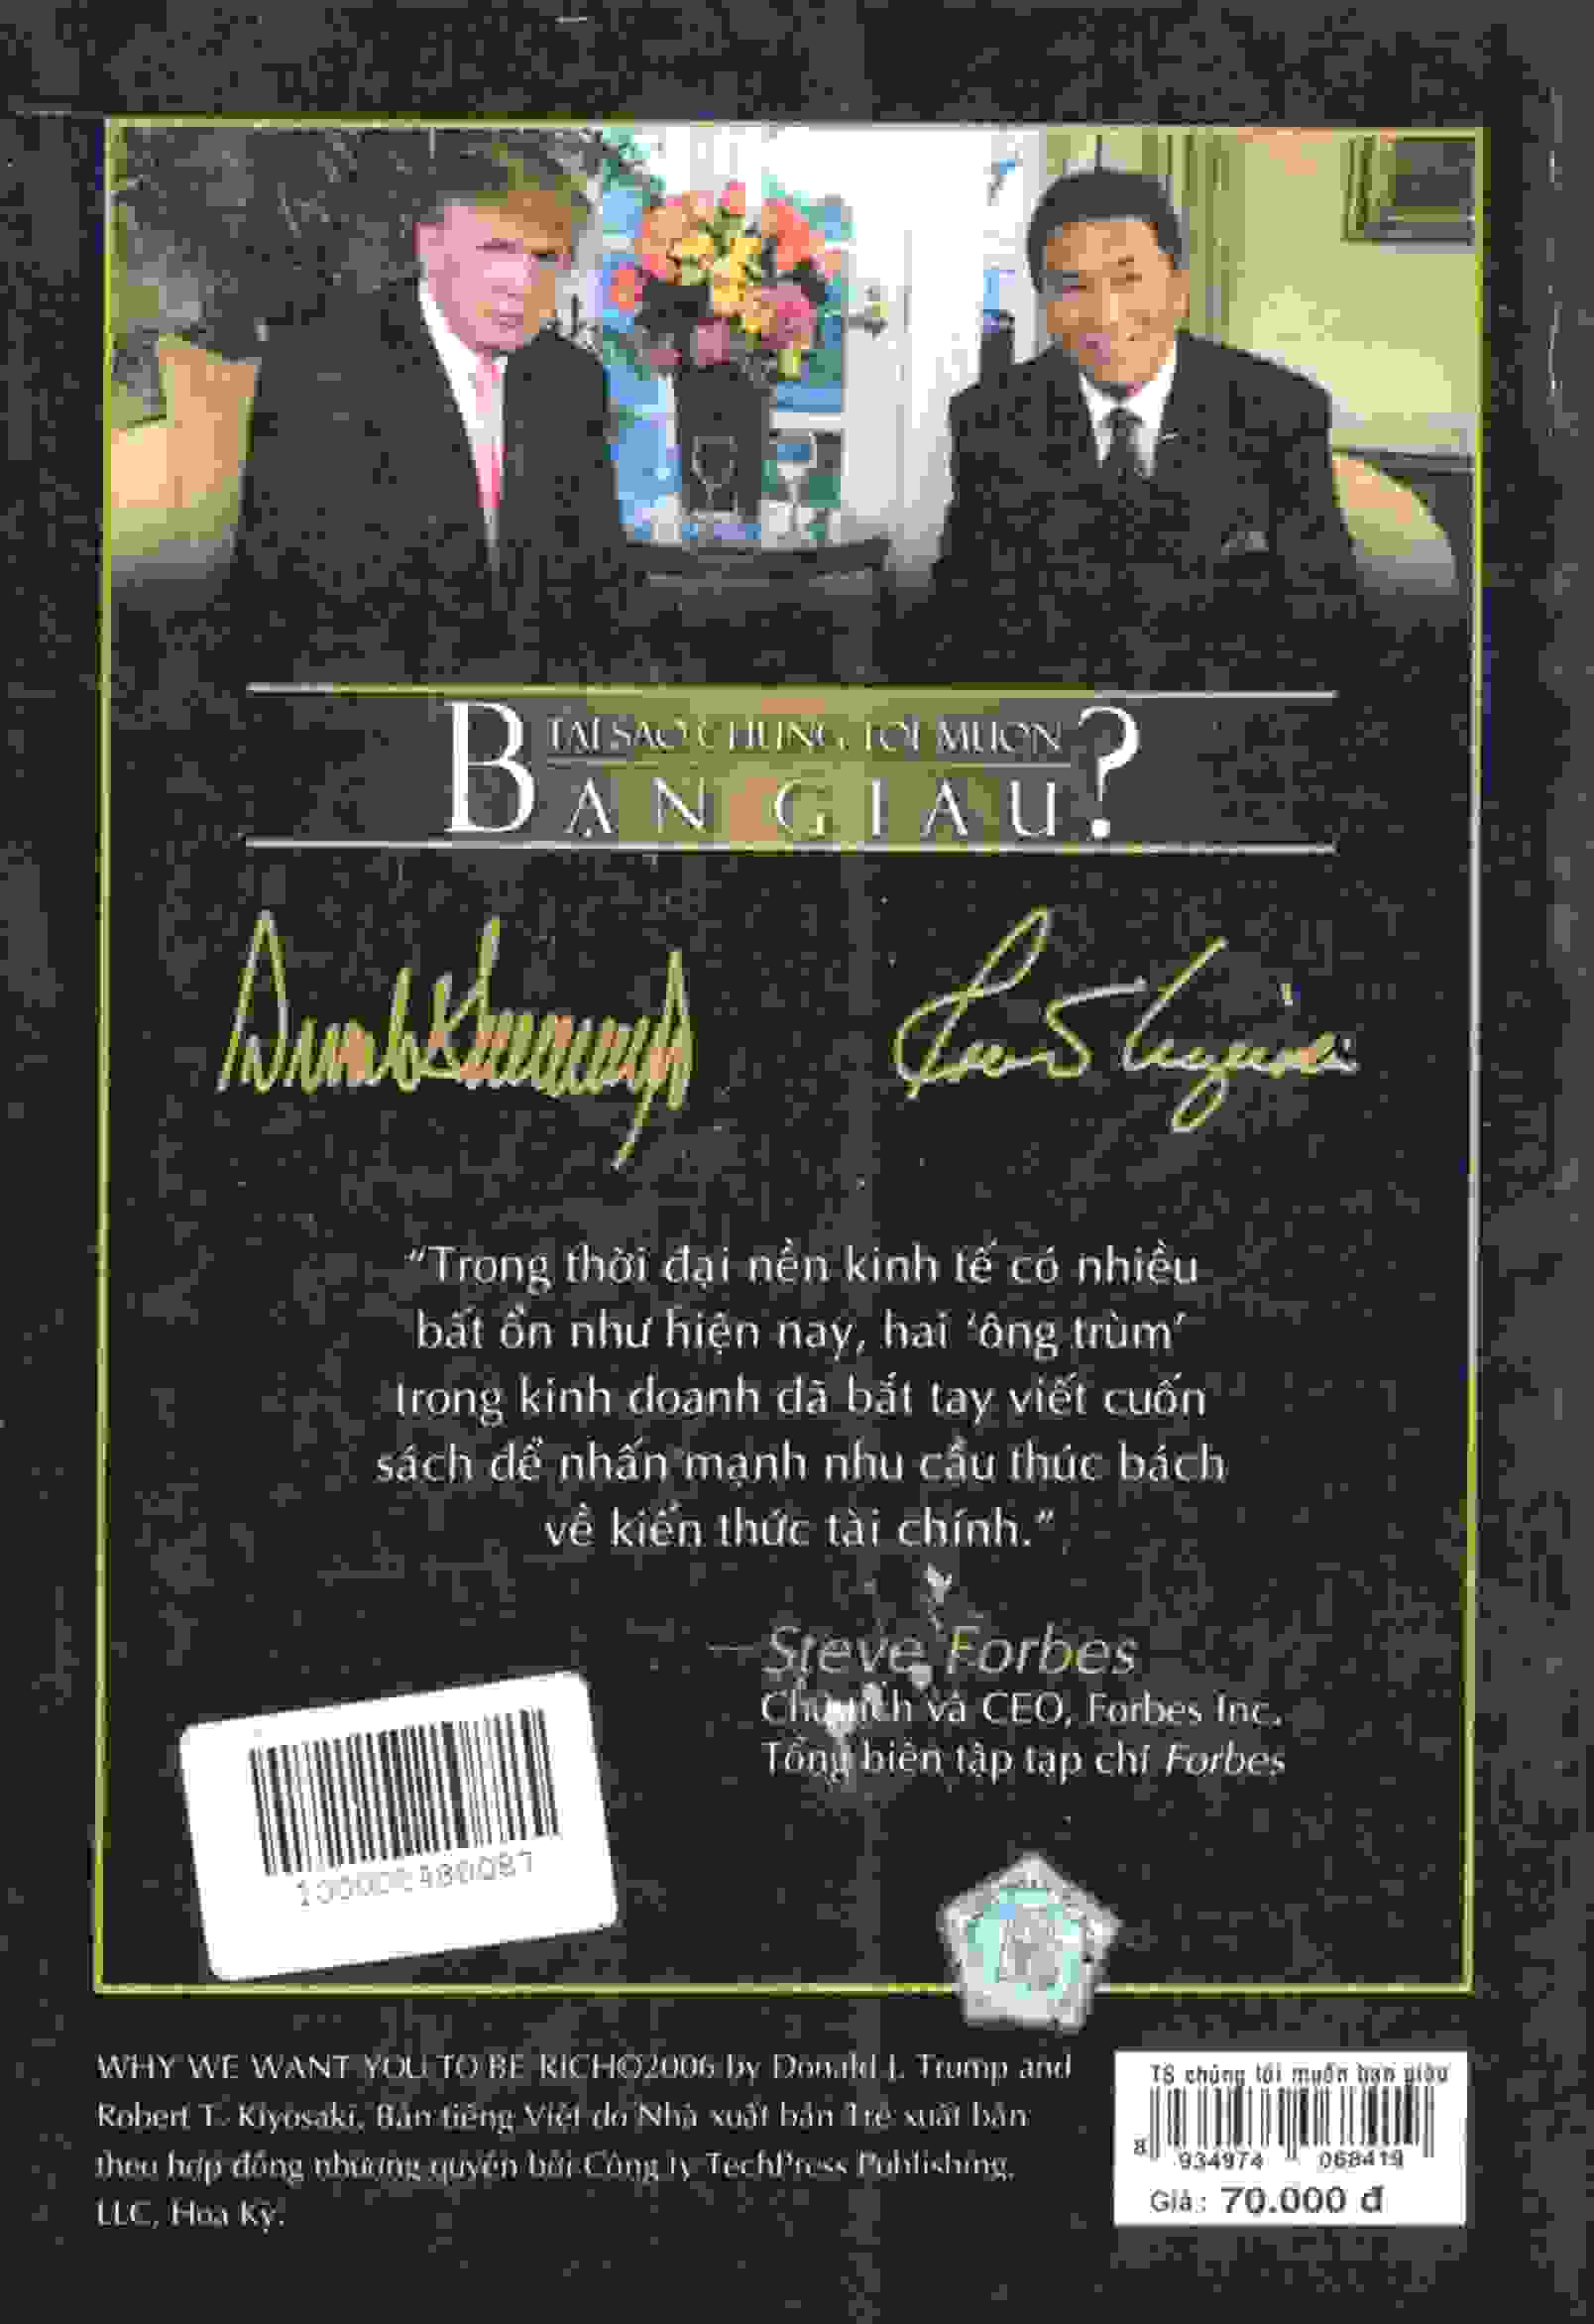 TẠI SAO CHÚNG TÔI MUỐN
BẠN GIÀU?
“Trong thời đại nền kinh tế có nhiều
bất ổn như hiện nay, hai ‘ông trùm’
trong kinh doanh đã bắt tay viết cuốn
sách để nhấn mạnh nhu cầu thúc bách
về kiến thức tài chính.”
— Steve Forbes
và CEO, Forbes Inc.
Tổng biên tập tạp chí Forbes
100000480087
WHY WE WANT YOU TO BE RICH©2006 by Donald J. Trump and
Robert T. Kiyosaki. Bản tiếng Việt do Nhà xuất bản Trẻ xuất bản
theo hợp đồng nhượng quyền bởi Công ty TechPress Publishing,
LLC, Hoa Kỳ.
TS chúng tôi muốn bạn giàu
8 934974 068419
Giá: 70.000 đ